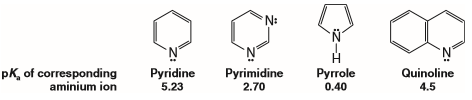 N:
N̈
N̈
N̈
H
N̈
pKₐ of corresponding aminium ion
Pyridine Pyrimidine Pyrrole Quinoline
5.23 2.70 0.40 4.5